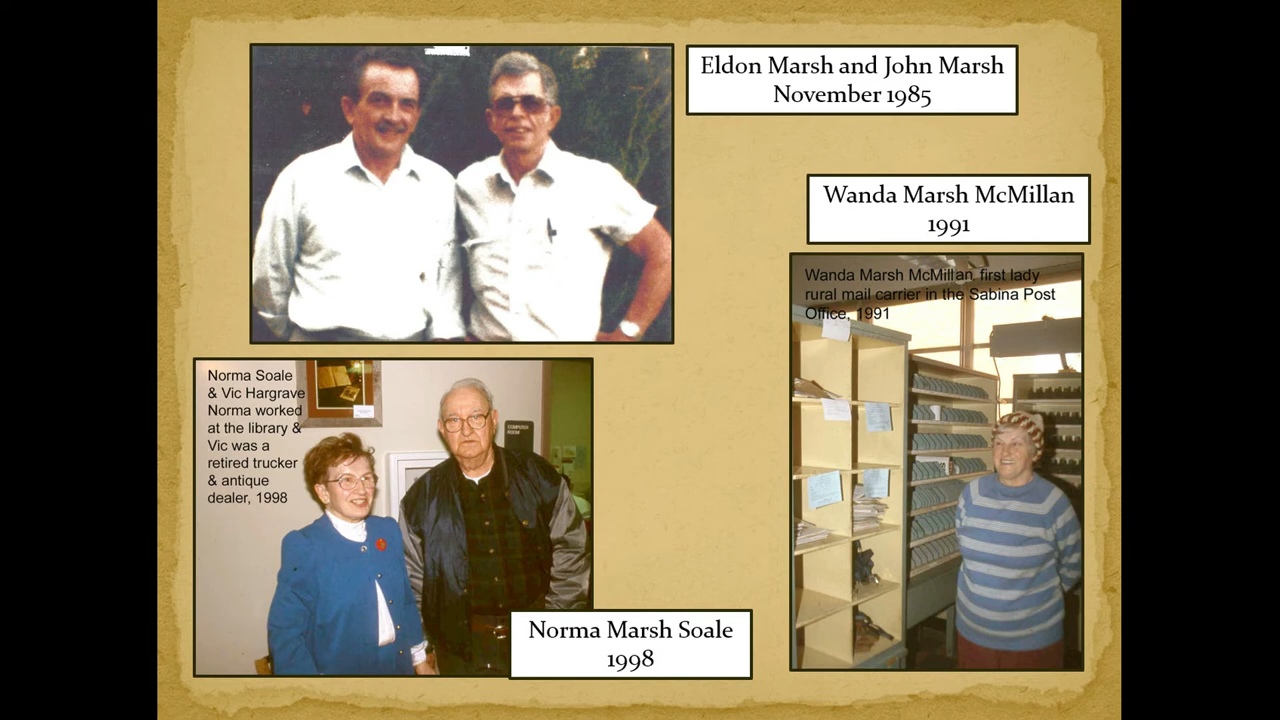 Eldon Marsh and John Marsh
November 1985
Wanda Marsh McMillan
1991
Wanda Marsh McMillan, first lady
rural mail carrier in the Sabina Post
Office, 1991
Norma Soale
& Vic Hargrave
Norma worked
at the library &
Vic was a
retired trucker
& antique
dealer, 1998
COMPUTER
ROOM
Norma Marsh Soale
1998